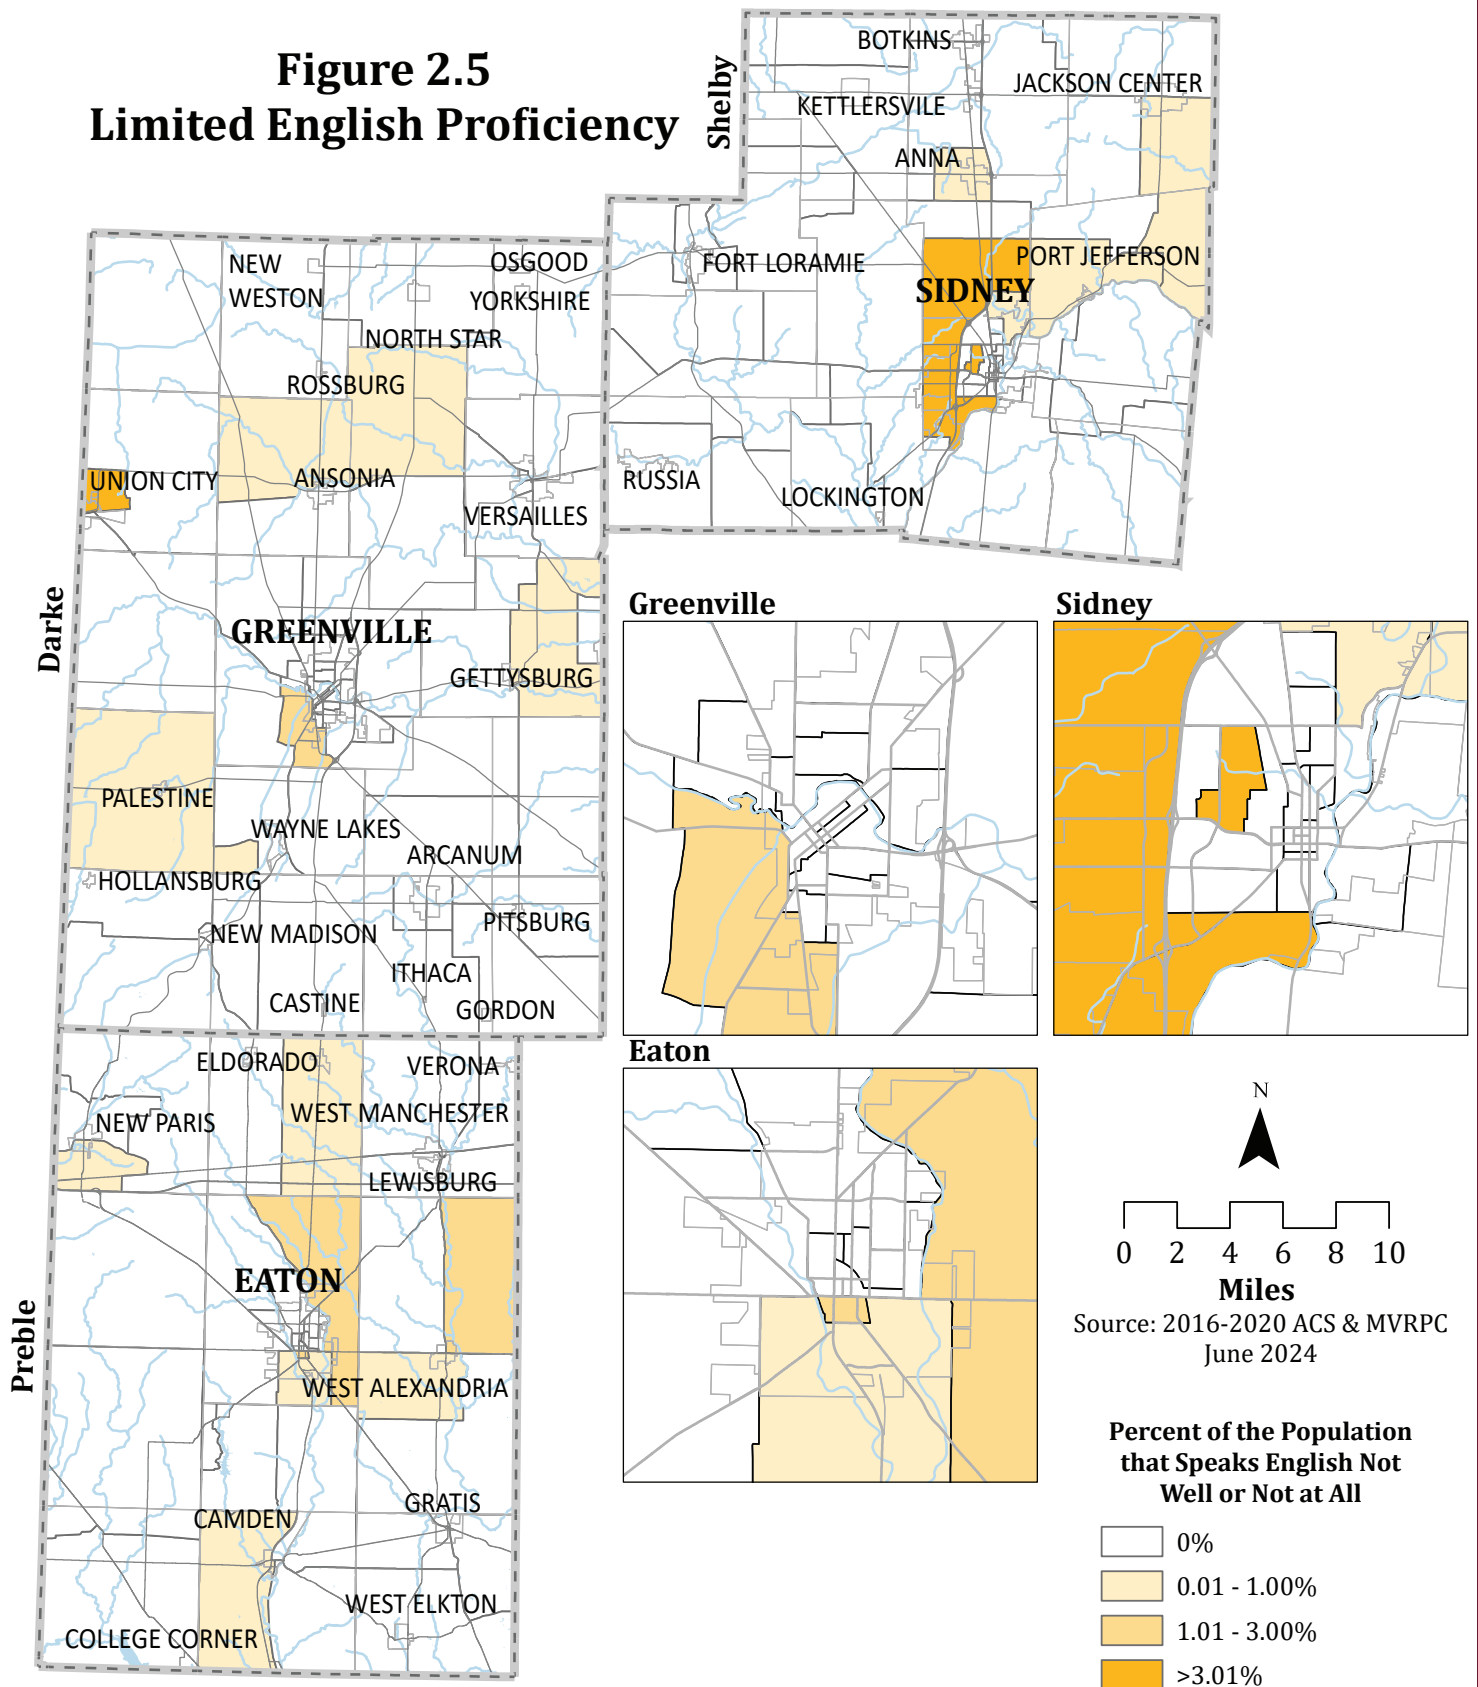 Figure 2.5
Limited English Proficiency
Shelby
BOTKINS
JACKSON CENTER
KETTLERSVILE
ANNA
FORT LORAMIE
PORT JEFFERSON
SIDNEY
RUSSIA
LOCKINGTON
Darke
NEW
WESTON
OSGOOD
YORKSHIRE
NORTH STAR
ROSSBURG
UNION CITY
ANSONIA
VERSAILLES
GREENVILLE
GETTYSBURG
PALESTINE
WAYNE LAKES
ARCANUM
HOLLANSBURG
PITSBURG
NEW MADISON
ITHACA
CASTINE
GORDON
Preble
ELDORADO
VERONA
WEST MANCHESTER
NEW PARIS
LEWISBURG
EATON
WEST ALEXANDRIA
GRATIS
CAMDEN
WEST ELKTON
COLLEGE CORNER
Greenville
Sidney
Eaton
N
0 2 4 6 8 10
Miles
Source: 2016-2020 ACS & MVRPC
June 2024
Percent of the Population
that Speaks English Not
Well or Not at All
0%
0.01 - 1.00%
1.01 - 3.00%
>3.01%